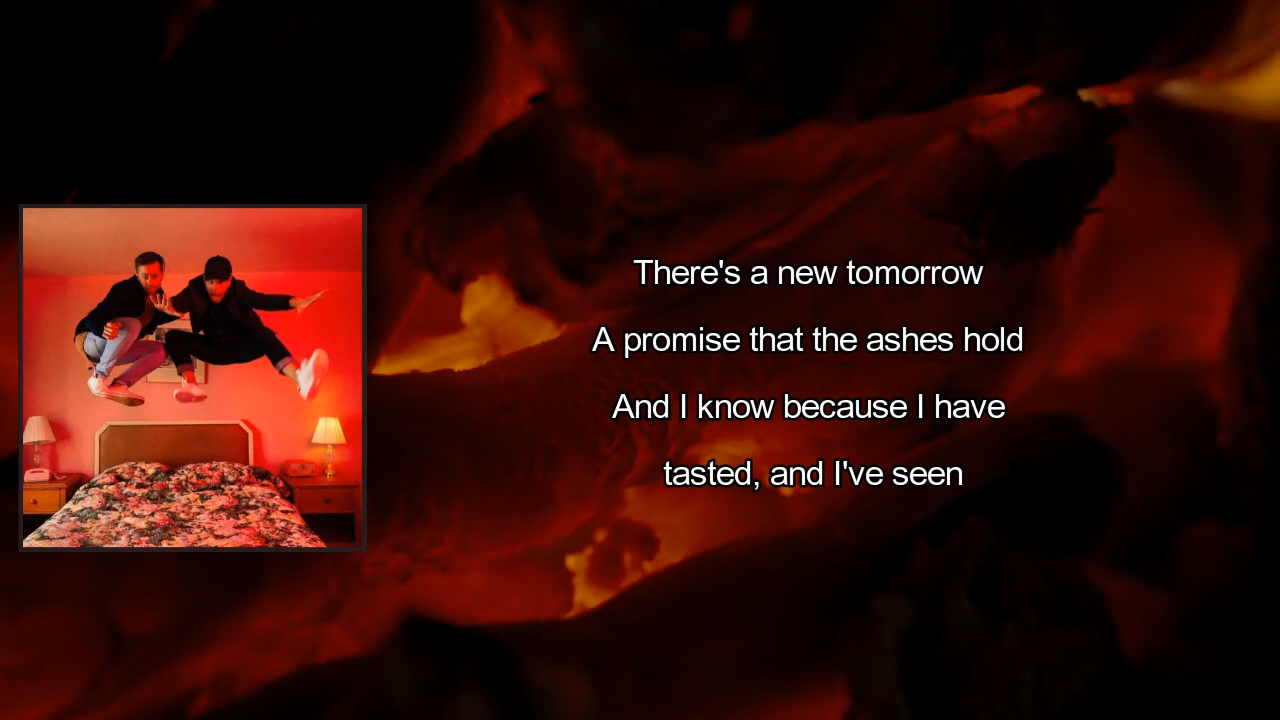 There's a new tomorrow
A promise that the ashes hold
And I know because I have
tasted, and I've seen